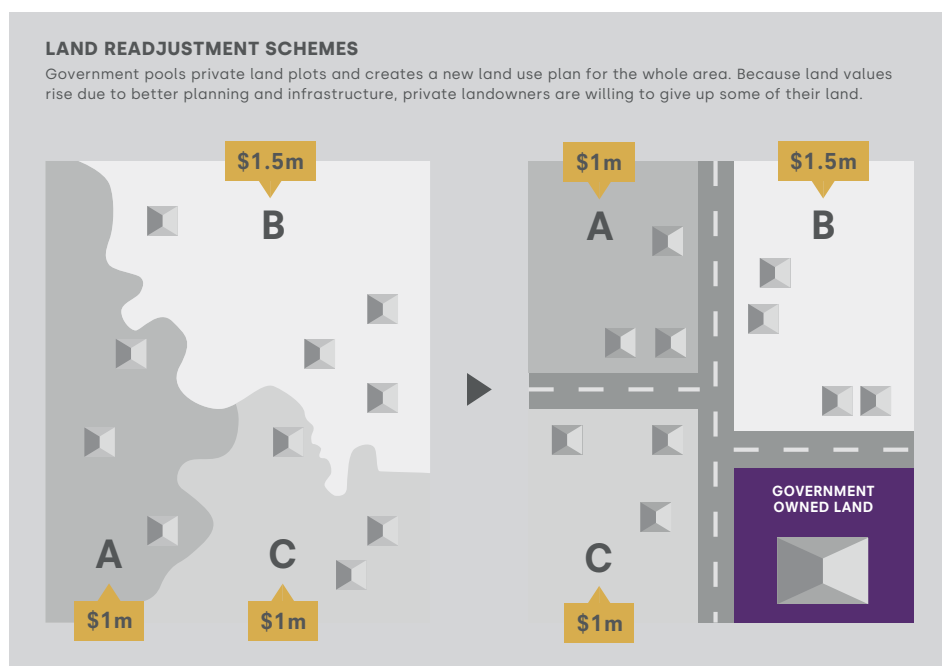 LAND READJUSTMENT SCHEMES
Government pools private land plots and creates a new land use plan for the whole area. Because land values
rise due to better planning and infrastructure, private landowners are willing to give up some of their land.
$1.5m
B
A
$1m
C
$1m
$1m
A
$1.5m
B
C
$1m
GOVERNMENT
OWNED LAND